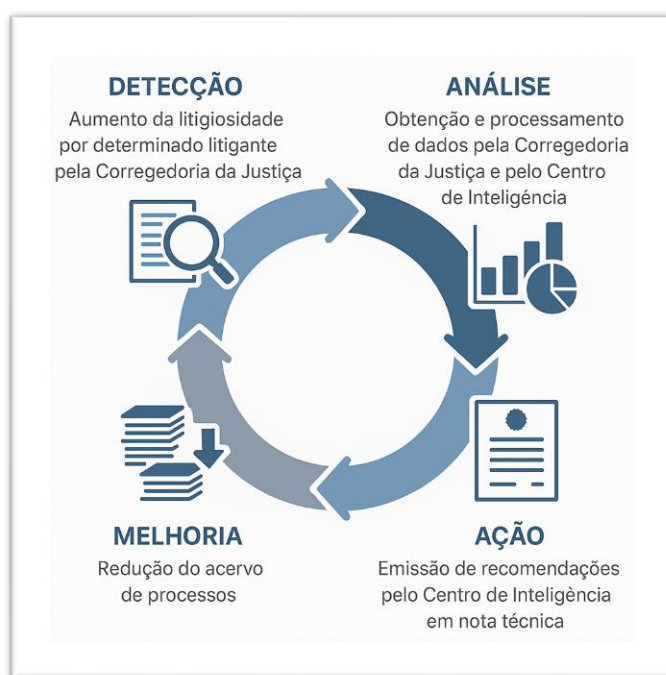 DETECÇÃO
Aumento da litigiosidade
por determinado litigante
pela Corregedoria da Justiça
ANÁLISE
Obtenção e processamento
de dados pela Corregedoria
da Justiça e pelo Centro
de Inteligéncia
AÇÃO
Emissão de recomendações
pelo Centro de Inteligència
em nota técnica
MELHORIA
Redução do acervo
de processos